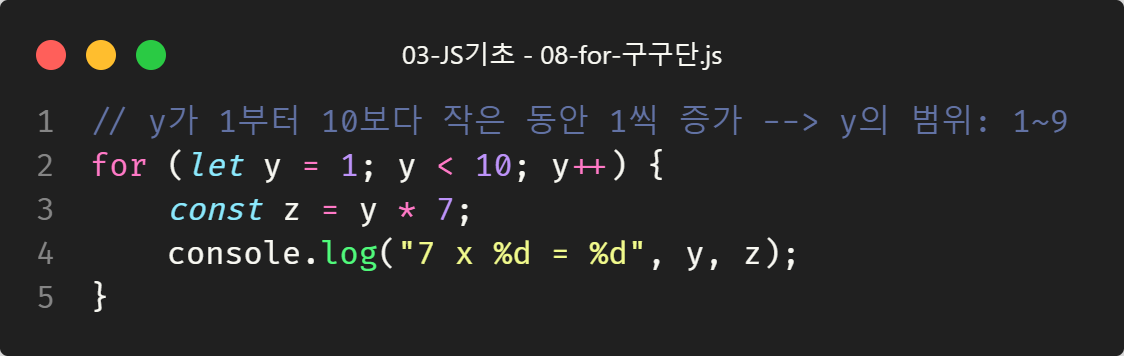 03-JS기초 - 08-for-구구단.js
1 // y가 1부터 10보다 작은 동안 1씩 증가 --> y의 범위: 1~9
2 for (let y = 1; y < 10; y++) {
3     const z = y * 7;
4     console.log("7 x %d = %d", y, z);
5 }